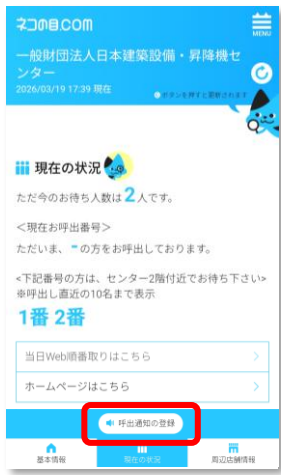 ネコの目.COM
MENU
一般財団法人日本建築設備・昇降機セ
ンター
2026/03/19 17:39 現在
ボタンを押すと更新されます
現在の状況
ただ今のお待ち人数は2人です。
<現在お呼出番号>
ただいま、 - の方をお呼出しております。
<下記番号の方は、センター2階付近でお待ち下さい>
※呼出し直近の10名まで表示
1番 2番
当日Web順番取りはこちら
ホームページはこちら
呼出通知の登録
基本情報
現在の状況
周辺店舗情報